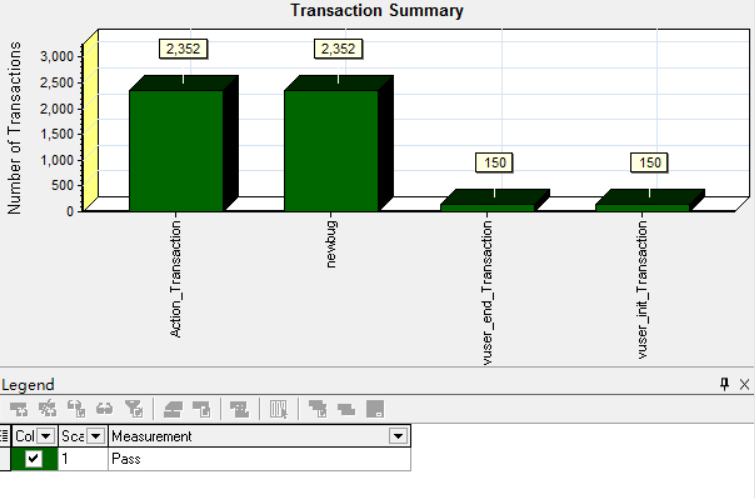 Transaction Summary
Number of Transactions
3,000
2,500
2,000
1,500
1,000
500
0
2,352
2,352
150
150
Action_Transaction
newbug
vuser_end_Transaction
vuser_init_Transaction
Legend
Col Sca Measurement
1 Pass